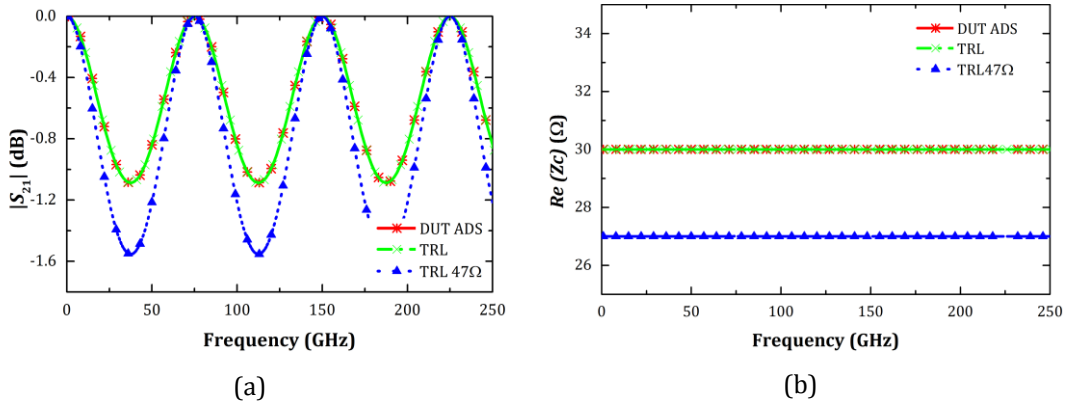 0.0
-0.4
-0.8
-1.2
-1.6
|S21| (dB)
DUT ADS
TRL
TRL 47Ω
0 50 100 150 200 250
Frequency (GHz)
(a)
34
32
30
28
26
Re (Zc) (Ω)
DUT ADS
TRL
TRL47Ω
0 50 100 150 200 250
Frequency (GHz)
(b)